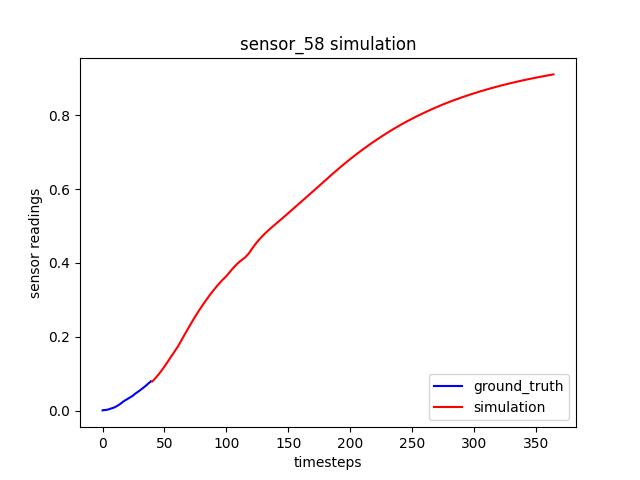 sensor_58 simulation
sensor readings
0.8
0.6
0.4
0.2
0.0
ground_truth
simulation
0 50 100 150 200 250 300 350
timesteps